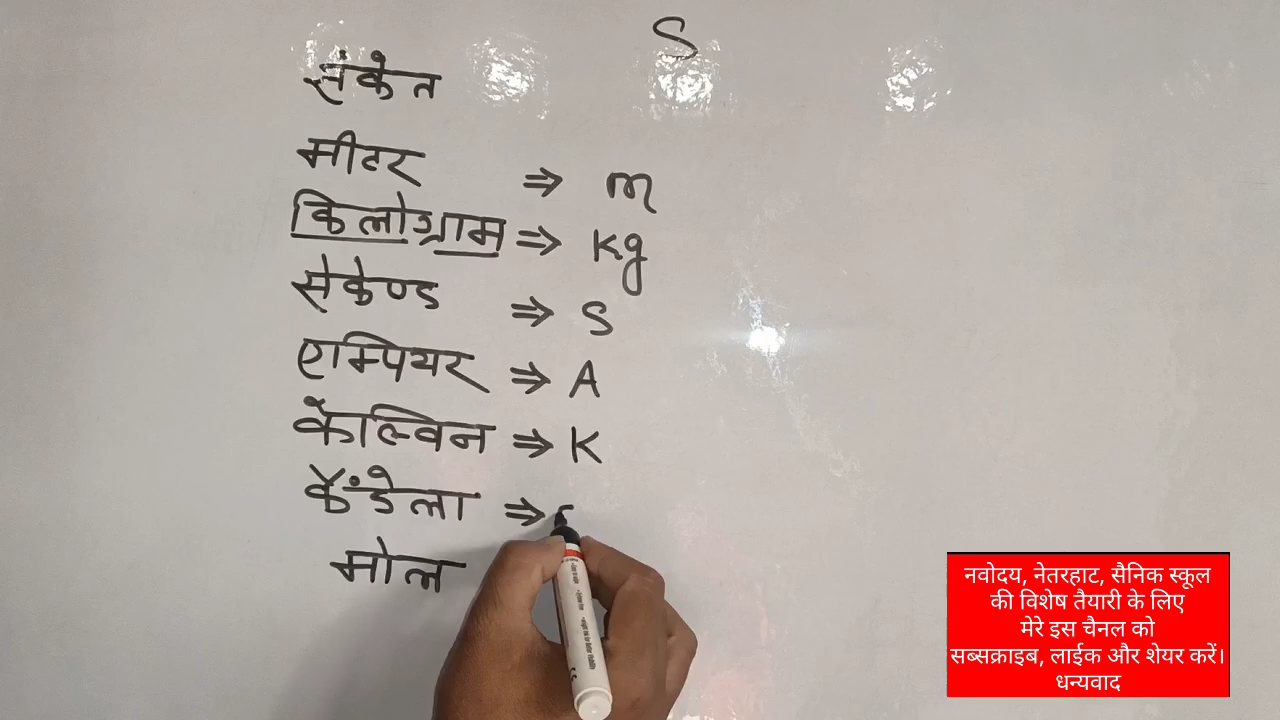 S
संकेत
मीटर ⇒ m
किलोग्राम ⇒ Kg
सेकेण्ड ⇒ S
एम्पियर ⇒ A
केल्विन ⇒ K
कैंडेला ⇒
मोल
नवोदय, नेतरहाट, सैनिक स्कूल
की विशेष तैयारी के लिए
मेरे इस चैनल को
सब्सक्राइब, लाईक और शेयर करें।
धन्यवाद